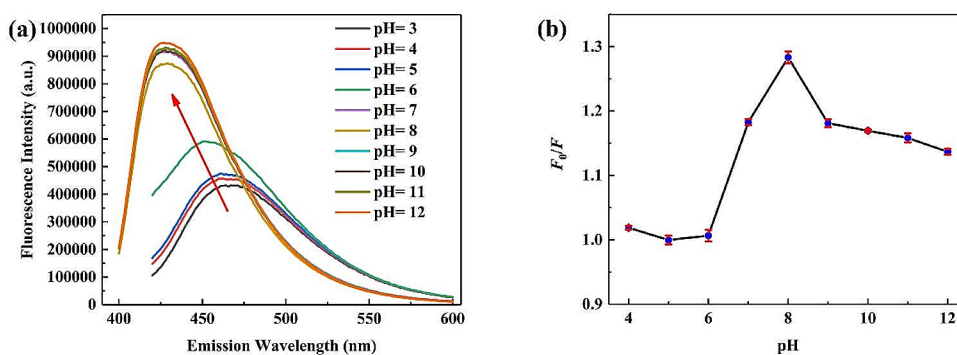 (a)
1000000
900000
800000
700000
600000
500000
400000
300000
200000
100000
0
Fluorescence Intensity (a.u.)
pH= 3
pH= 4
pH= 5
pH= 6
pH= 7
pH= 8
pH= 9
pH= 10
pH= 11
pH= 12
400 450 500 550 600
Emission Wavelength (nm)
(b)
1.3
1.2
1.1
1.0
0.9
F₀/F
4 6 8 10 12
pH